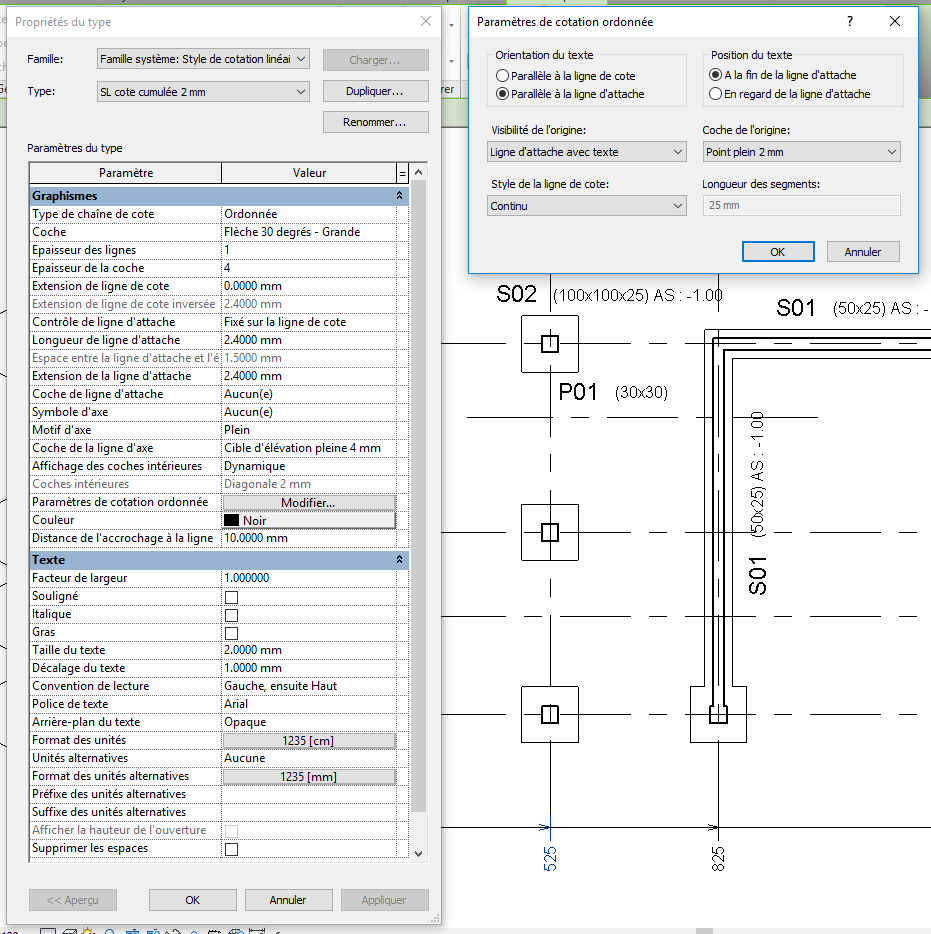 Propriétés du type
Famille:
Famille système: Style de cotation linéai
Charger...
Type:
SL cote cumulée 2 mm
Dupliquer...
Renommer...
Paramètres du type
Paramètre
Valeur
=
Graphismes
Type de chaîne de cote
Ordonnée
Coche
Flèche 30 degrés - Grande
Epaisseur des lignes
1
Epaisseur de la coche
4
Extension de ligne de cote
0.0000 mm
Extension de ligne de cote inversée
2.4000 mm
Contrôle de ligne d'attache
Fixé sur la ligne de cote
Longueur de ligne d'attache
2.4000 mm
Espace entre la ligne d'attache et l'é
1.5000 mm
Extension de la ligne d'attache
2.4000 mm
Coche de ligne d'attache
Aucun(e)
Symbole d'axe
Aucun(e)
Motif d'axe
Plein
Coche de la ligne d'axe
Cible d'élévation pleine 4 mm
Affichage des coches intérieures
Dynamique
Coches intérieures
Diagonale 2 mm
Paramètres de cotation ordonnée
Modifier...
Couleur
Noir
Distance de l'accrochage à la ligne
10.0000 mm
Texte
Facteur de largeur
1.000000
Souligné
Italique
Gras
Taille du texte
2.0000 mm
Décalage du texte
1.0000 mm
Convention de lecture
Gauche, ensuite Haut
Police de texte
Arial
Arrière-plan du texte
Opaque
Format des unités
1235 [cm]
Unités alternatives
Aucune
Format des unités alternatives
1235 [mm]
Préfixe des unités alternatives
Suffixe des unités alternatives
Afficher la hauteur de l'ouverture
Supprimer les espaces
<< Aperçu
OK
Annuler
Appliquer
Paramètres de cotation ordonnée
?
Orientation du texte
Parallèle à la ligne de cote
Parallèle à la ligne d'attache
Position du texte
A la fin de la ligne d'attache
En regard de la ligne d'attache
Visibilité de l'origine:
Ligne d'attache avec texte
Coche de l'origine:
Point plein 2 mm
Style de la ligne de cote:
Continu
Longueur des segments:
25 mm
OK
Annuler
rer
S02 (100x100x25) AS : -1.00
S01 (50x25) AS : -
P01 (30x30)
S01 (50x25) AS : -1.00
525
825